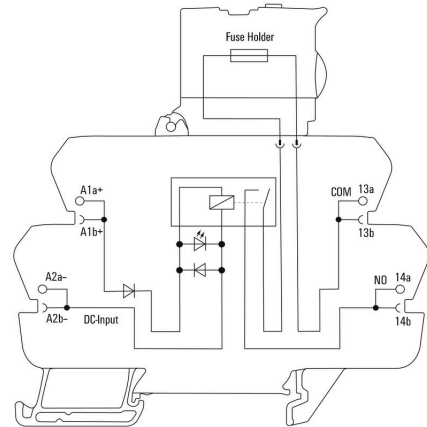 Fuse Holder
A1a+
A1b+
A2a–
A2b–
DC-Input
COM
13a
13b
NO
14a
14b